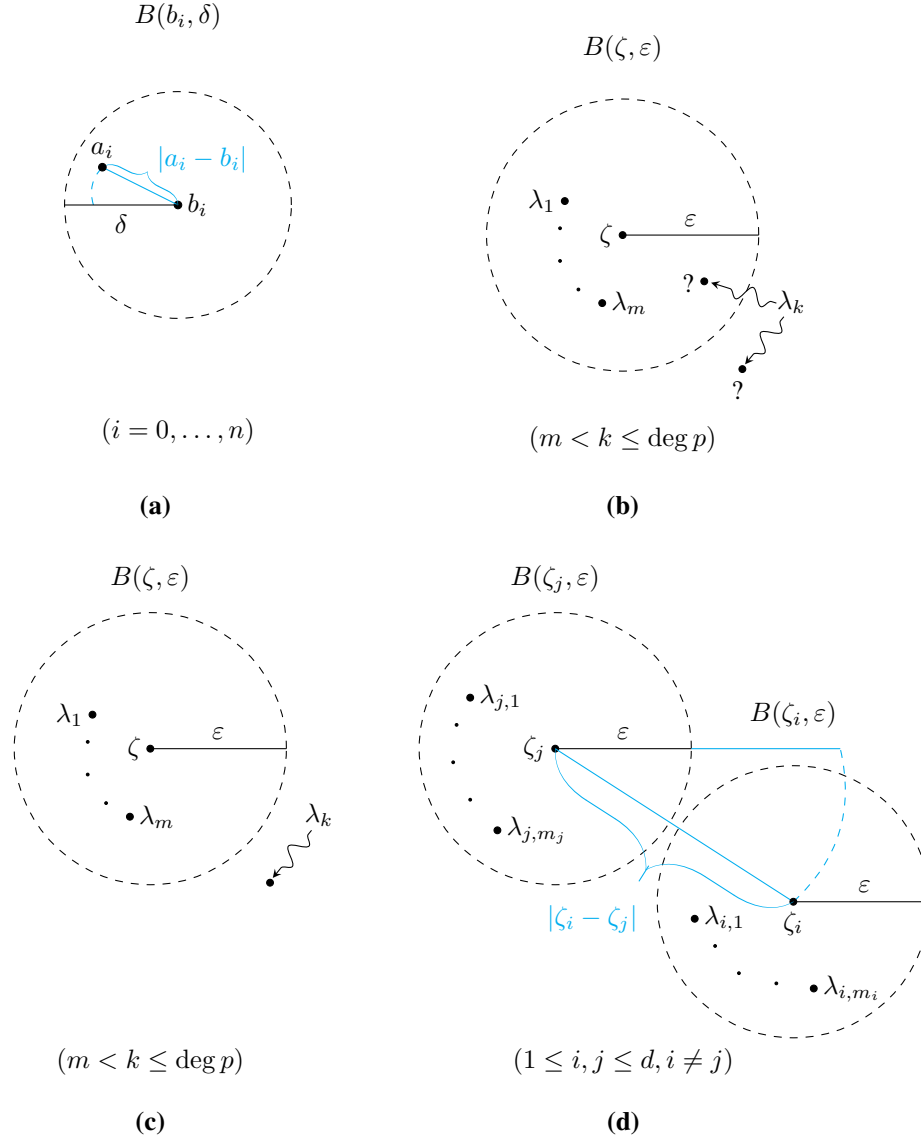 B(b_i, δ)
a_i
|a_i − b_i|
b_i
δ
(i = 0, . . . , n)
(a)
B(ζ, ε)
λ_1
ζ
ε
λ_m
?
λ_k
?
(m < k ≤ deg p)
(b)
B(ζ, ε)
λ_1
ζ
ε
λ_m
λ_k
(m < k ≤ deg p)
(c)
B(ζ_j, ε)
λ_{j,1}
ζ_j
ε
B(ζ_i, ε)
λ_{j,m_j}
ε
|ζ_i − ζ_j|
λ_{i,1}
ζ_i
λ_{i,m_i}
(1 ≤ i, j ≤ d, i ≠ j)
(d)